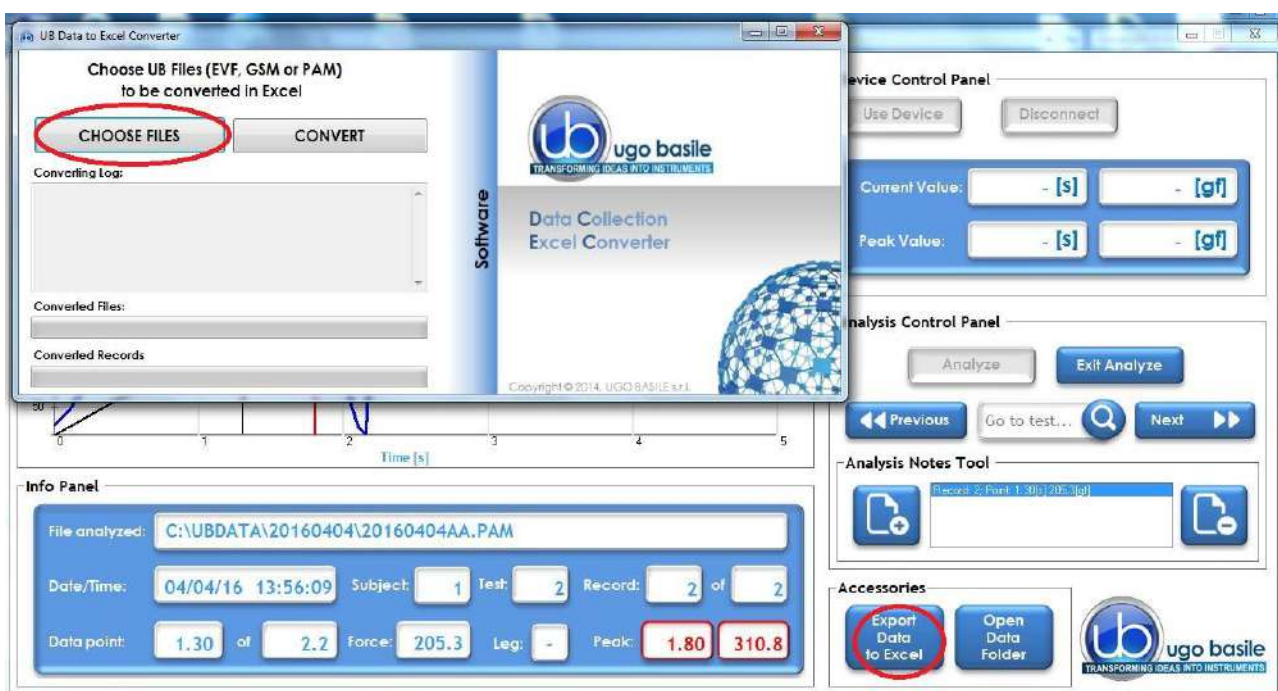 UB Data to Excel Converter
Choose UB Files (EVF, GSM or PAM)
to be converted in Excel
CHOOSE FILES
CONVERT
Converting Log:
Converted Files:
Converted Records
Software
ub ugo basile
TRANSFORMING IDEAS INTO INSTRUMENTS
Data Collection
Excel Converter
Copyright © 2014, UGO BASILE s.r.l.
evice Control Panel
Use Device
Disconnect
Current Value:
- [s]
- [gf]
Peak Value:
- [s]
- [gf]
nalysis Control Panel
Analyze
Exit Analyze
Previous
Go to test...
Next
50
0 1 2 3 4 5
Time [s]
Analysis Notes Tool
Record: 2; Point: 1.30[s] 205.3[gf]
Info Panel
File analyzed:
C:\UBDATA\20160404\20160404AA.PAM
Date/Time:
04/04/16 13:56:09
Subject: 1
Test: 2
Record: 2 of 2
Data point:
1.30 of 2.2
Force: 205.3
Leg: -
Peak: 1.80 310.8
Accessories
Export
Data
to Excel
Open
Data
Folder
ub ugo basile
TRANSFORMING IDEAS INTO INSTRUMENTS